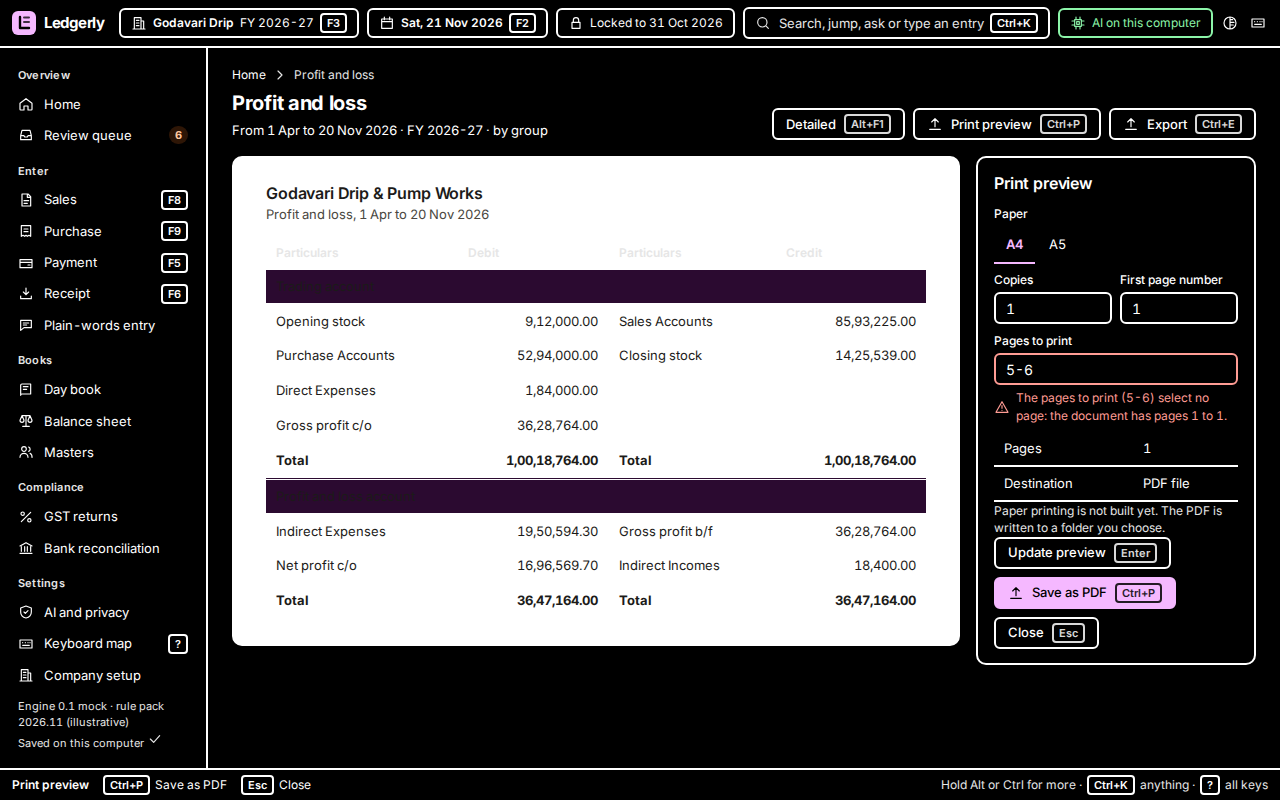 Ledgerly
Godavari Drip FY 2026-27 F3
Sat, 21 Nov 2026 F2
Locked to 31 Oct 2026
Search, jump, ask or type an entry Ctrl+K
AI on this computer
Overview
Home
Review queue 6
Enter
Sales F8
Purchase F9
Payment F5
Receipt F6
Plain-words entry
Books
Day book
Balance sheet
Masters
Compliance
GST returns
Bank reconciliation
Settings
AI and privacy
Keyboard map ?
Company setup
Engine 0.1 mock · rule pack
2026.11 (illustrative)
Saved on this computer
Home > Profit and loss
Profit and loss
From 1 Apr to 20 Nov 2026 · FY 2026-27 · by group
Detailed Alt+F1
Print preview Ctrl+P
Export Ctrl+E
Godavari Drip & Pump Works
Profit and loss, 1 Apr to 20 Nov 2026
Particulars Debit Particulars Credit
Opening stock 9,12,000.00 Sales Accounts 85,93,225.00
Purchase Accounts 52,94,000.00 Closing stock 14,25,539.00
Direct Expenses 1,84,000.00
Gross profit c/o 36,28,764.00
Total 1,00,18,764.00 Total 1,00,18,764.00
Indirect Expenses 19,50,594.30 Gross profit b/f 36,28,764.00
Net profit c/o 16,96,569.70 Indirect Incomes 18,400.00
Total 36,47,164.00 Total 36,47,164.00
Print preview
Paper
A4 A5
Copies First page number
1 1
Pages to print
5-6
The pages to print (5-6) select no
page: the document has pages 1 to 1.
Pages 1
Destination PDF file
Paper printing is not built yet. The PDF is
written to a folder you choose.
Update preview Enter
Save as PDF Ctrl+P
Close Esc
Print preview Ctrl+P Save as PDF Esc Close
Hold Alt or Ctrl for more · Ctrl+K anything · ? all keys